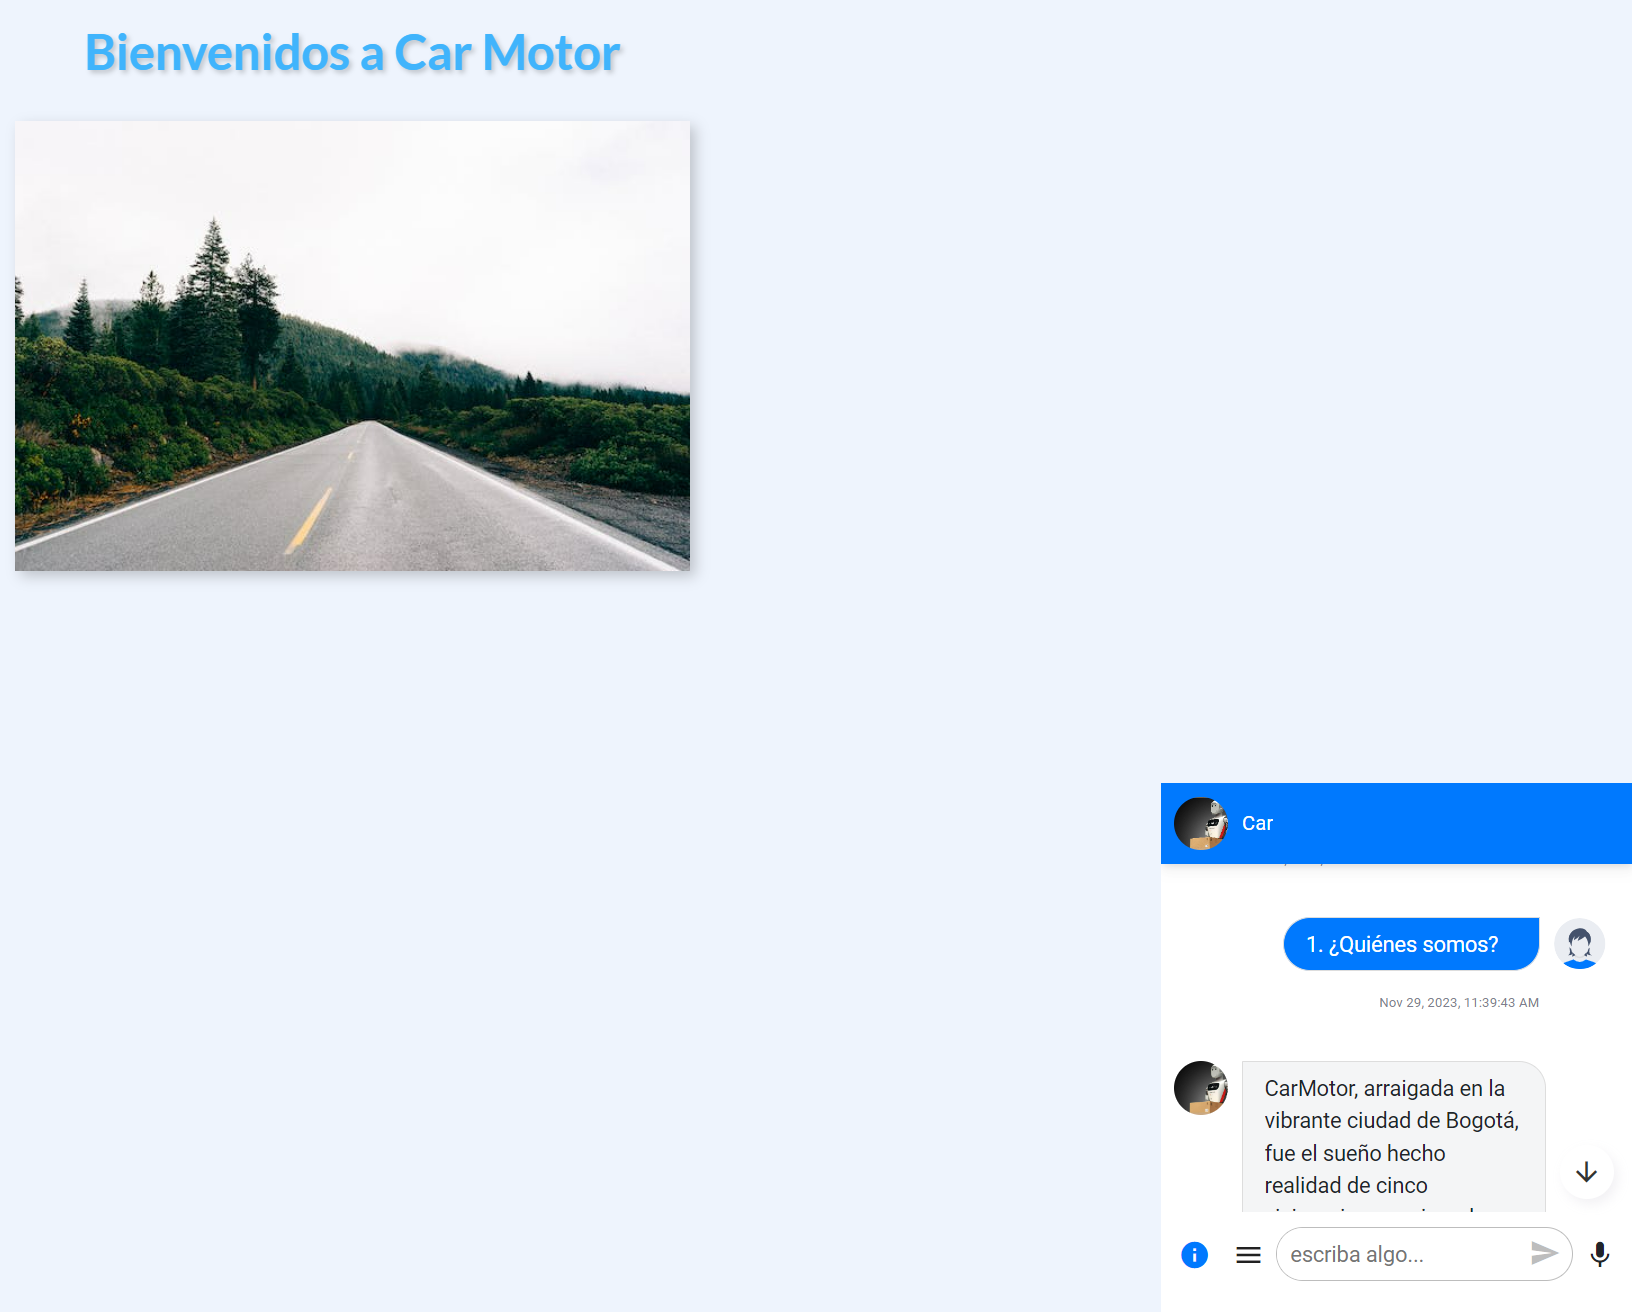 Bienvenidos a Car Motor
Car
1. ¿Quiénes somos?
Nov 29, 2023, 11:39:43 AM
CarMotor, arraigada en la
vibrante ciudad de Bogotá,
fue el sueño hecho
realidad de cinco
escriba algo...